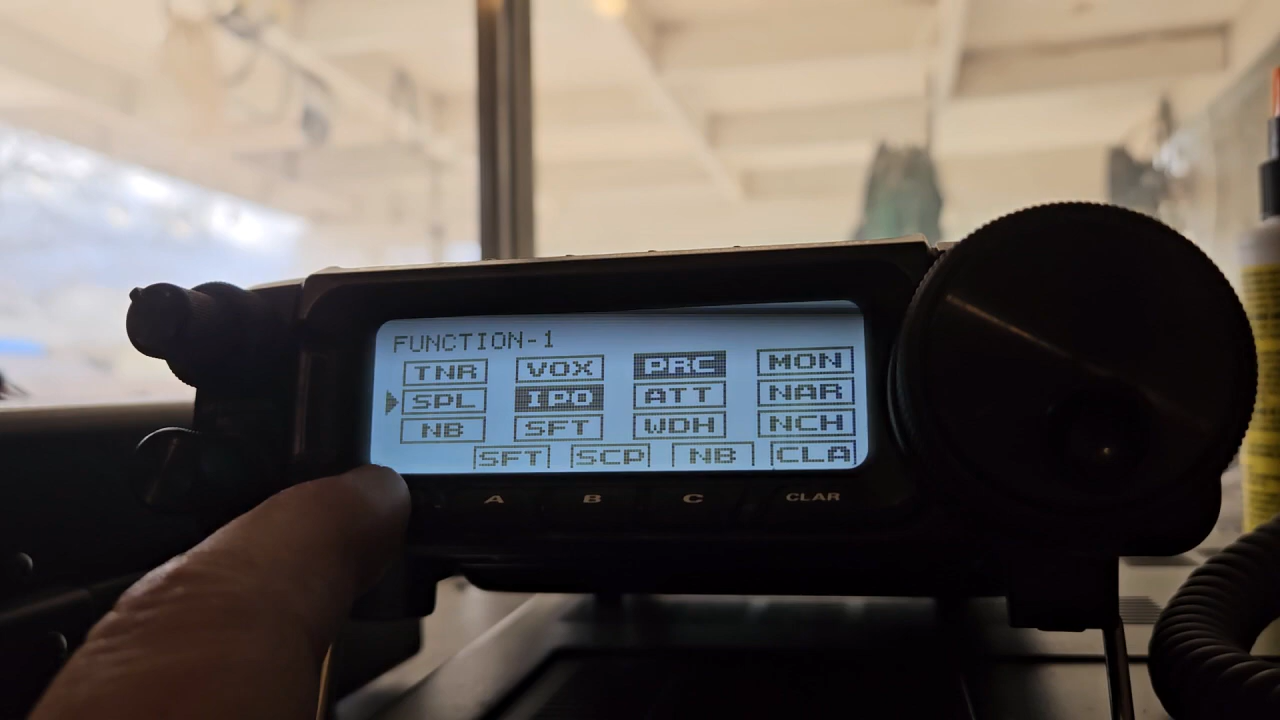 FUNCTION-1
TNR VOX PRC MON
SPL IPO ATT NAR
NB SFT WDH NCH
SFT SCP NB CLA
A B C CLAR